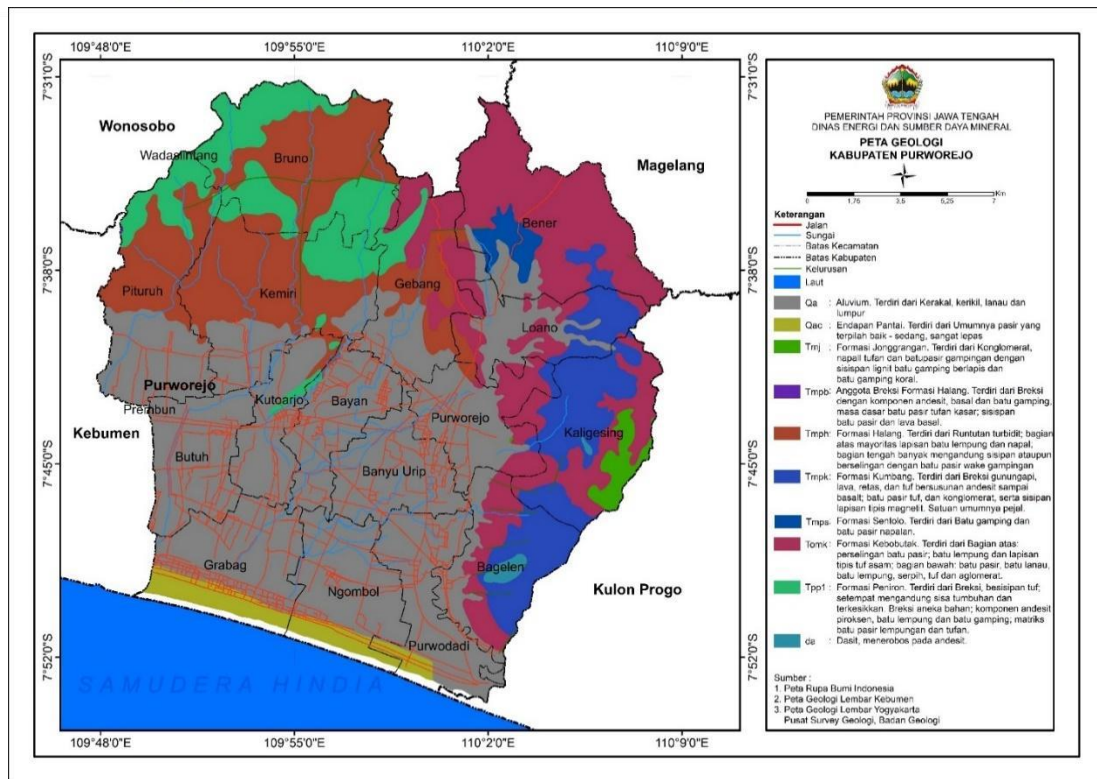 109°48'0"E 109°55'0"E 110°2'0"E 110°9'0"E
7°31'0"S
7°38'0"S
7°45'0"S
7°52'0"S
7°31'0"S
7°38'0"S
7°45'0"S
7°52'0"S
Wonosobo
Wadaslintang
Bruno
Magelang
Bener
Pituruh
Kemiri
Gebang
Loano
Purworejo
Prembun
Kutoarjo
Bayan
Purworejo
Kebumen
Kaligesing
Butuh
Banyu Urip
Grabag
Ngombol
Bagelen
Kulon Progo
Purwodadi
SAMUDERA HINDIA
109°48'0"E 109°55'0"E 110°2'0"E 110°9'0"E
PEMERINTAH PROVINSI JAWA TENGAH
DINAS ENERGI DAN SUMBER DAYA MINERAL
PETA GEOLOGI
KABUPATEN PURWOREJO
0 1,75 3,5 5,25 7 Km
Keterangan
Jalan
Sungai
Batas Kecamatan
Batas Kabupaten
Kelurusan
Laut
Qa : Aluvium. Terdiri dari Kerakal, kerikil, lanau dan
lumpur
Qac : Endapan Pantai. Terdiri dari Umumnya pasir yang
terpilah baik - sedang, sangat lepas
Tmj : Formasi Jonggrangan. Terdiri dari Konglomerat,
napall tufan dan batupasir gampingan dengan
sisipan lignit batu gamping berlapis dan
batu gamping koral.
Tmpb : Anggota Breksi Formasi Halang. Terdiri dari Breksi
dengan komponen andesit, basal dan batu gamping,
masa dasar batu pasir tufan kasar; sisipan
batu pasir dan lava basel.
Tmph : Formasi Halang. Terdiri dari Runtutan turbidit; bagian
atas mayoritas lapisan batu lempung dan napal,
bagian tengah banyak mengandung sisipan ataupun
berselingan dengan batu pasir wake gampingan
Tmpk : Formasi Kumbang. Terdiri dari Breksi gunungapi,
lava, retas, dan tuf bersusunan andesit sampai
basalt; batu pasir tuf, dan konglomerat, serta sisipan
lapisan tipis magnetit. Satuan umumnya pejal.
Tmps : Formasi Sentolo. Terdiri dari Batu gamping dan
batu pasir napalan.
Tomk : Formasi Kebobutak. Terdiri dari Bagian atas:
perselingan batu pasir; batu lempung dan lapisan
tipis tuf asam; bagian bawah: batu pasir, batu lanau,
batu lempung, serpih, tuf dan aglomerat.
Tpp1 : Formasi Peniron. Terdiri dari Breksi, besisipan tuf;
setempat mengandung sisa tumbuhan dan
terkesikkan. Breksi aneka bahan; komponen andesit
piroksen, batu lempung dan batu gamping; matriks
batu pasir lempungan dan tufan.
da : Dasit, menerobos pada andesit.
Sumber :
1. Peta Rupa Bumi Indonesia
2. Peta Geologi Lembar Kebumen
3. Peta Geologi Lembar Yogyakarta
Pusat Survey Geologi, Badan Geologi